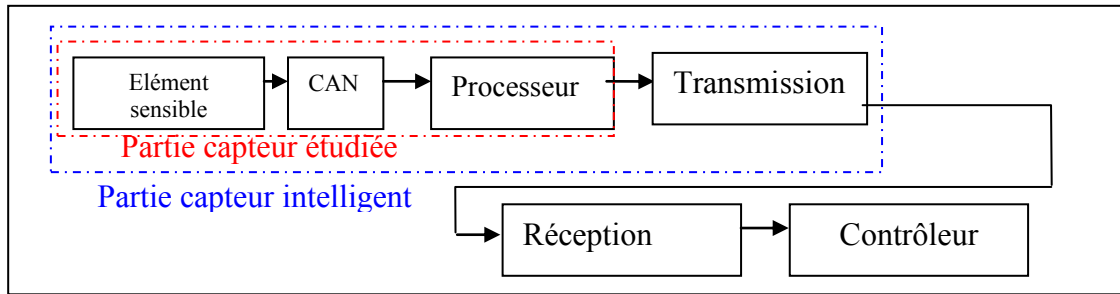 Elément
sensible
CAN
Processeur
Transmission
Partie capteur étudiée
Partie capteur intelligent
Réception
Contrôleur